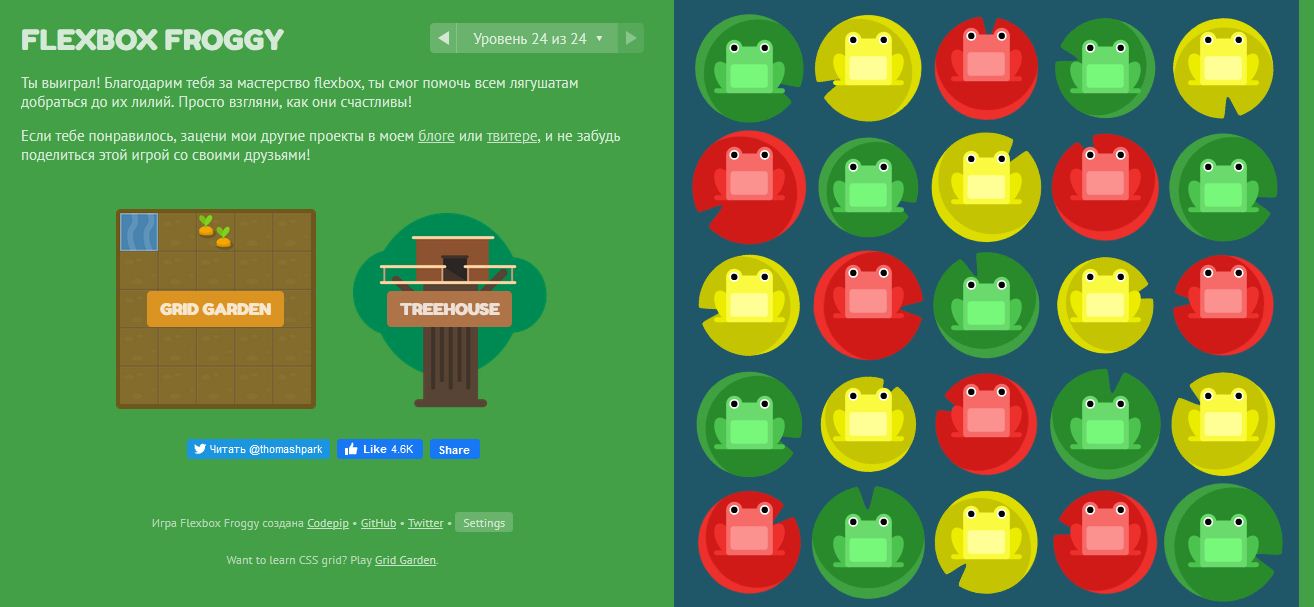 FLEXBOX FROGGY
Уровень 24 из 24
Ты выиграл! Благодарим тебя за мастерство flexbox, ты смог помочь всем лягушатам
добраться до их лилий. Просто взгляни, как они счастливы!
Если тебе понравилось, зацени мои другие проекты в моем блоге или твитере, и не забудь
поделиться этой игрой со своими друзьями!
GRID GARDEN
TREEHOUSE
Читать @thomashpark
Like 4.6K
Share
Игра Flexbox Froggy создана Codepip • GitHub • Twitter • Settings
Want to learn CSS grid? Play Grid Garden.